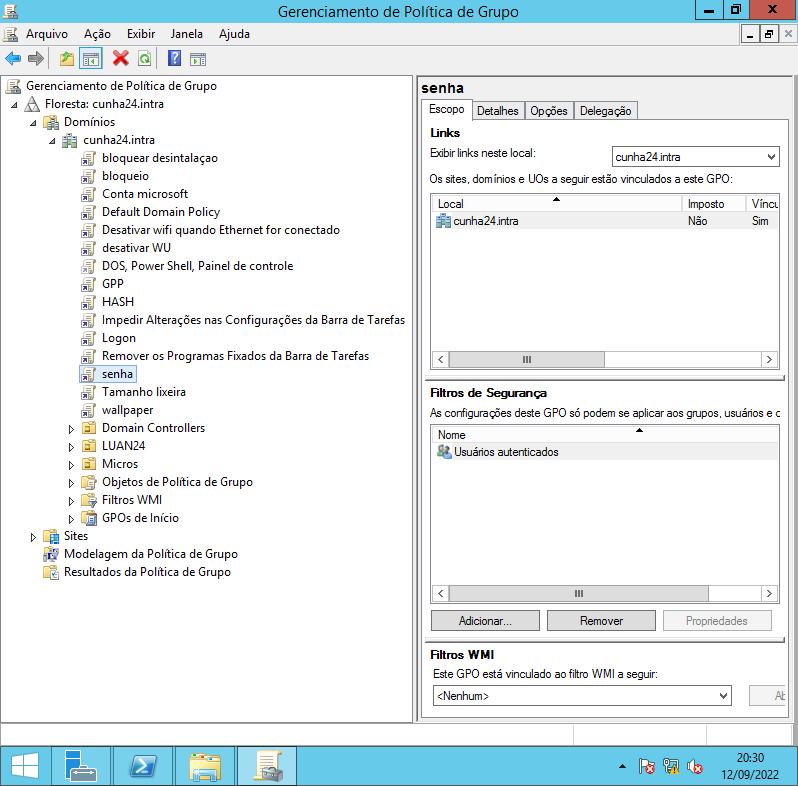 Gerenciamento de Política de Grupo
Arquivo Ação Exibir Janela Ajuda
Gerenciamento de Política de Grupo
Floresta: cunha24.intra
Domínios
cunha24.intra
bloquear desintalaçao
bloqueio
Conta microsoft
Default Domain Policy
Desativar wifi quando Ethernet for conectado
desativar WU
DOS, Power Shell, Painel de controle
GPP
HASH
Impedir Alterações nas Configurações da Barra de Tarefas
Logon
Remover os Programas Fixados da Barra de Tarefas
senha
Tamanho lixeira
wallpaper
Domain Controllers
LUAN24
Micros
Objetos de Política de Grupo
Filtros WMI
GPOs de Início
Sites
Modelagem da Política de Grupo
Resultados da Política de Grupo
senha
Escopo Detalhes Opções Delegação
Links
Exibir links neste local: cunha24.intra
Os sites, domínios e UOs a seguir estão vinculados a este GPO:
Local Imposto Víncu
cunha24.intra Não Sim
Filtros de Segurança
As configurações deste GPO só podem se aplicar aos grupos, usuários e c
Nome
Usuários autenticados
Adicionar... Remover Propriedades
Filtros WMI
Este GPO está vinculado ao filtro WMI a seguir:
<Nenhum> Ab
20:30
12/09/2022